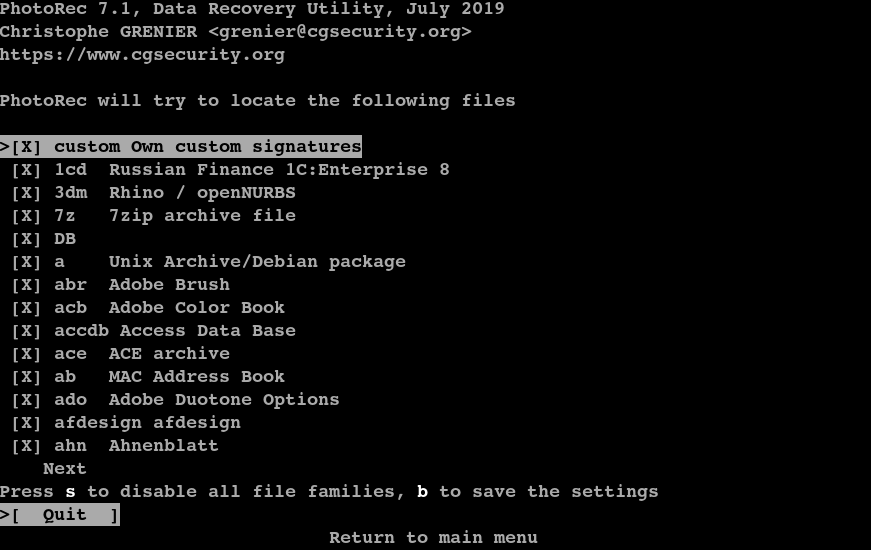 PhotoRec 7.1, Data Recovery Utility, July 2019
Christophe GRENIER <grenier@cgsecurity.org>
https://www.cgsecurity.org
PhotoRec will try to locate the following files
>[X] custom Own custom signatures
[X] 1cd  Russian Finance 1C:Enterprise 8
[X] 3dm  Rhino / openNURBS
[X] 7z   7zip archive file
[X] DB
[X] a    Unix Archive/Debian package
[X] abr  Adobe Brush
[X] acb  Adobe Color Book
[X] accdb Access Data Base
[X] ace  ACE archive
[X] ab   MAC Address Book
[X] ado  Adobe Duotone Options
[X] afdesign afdesign
[X] ahn  Ahnenblatt
Next
Press s to disable all file families, b to save the settings
>[  Quit  ]
Return to main menu